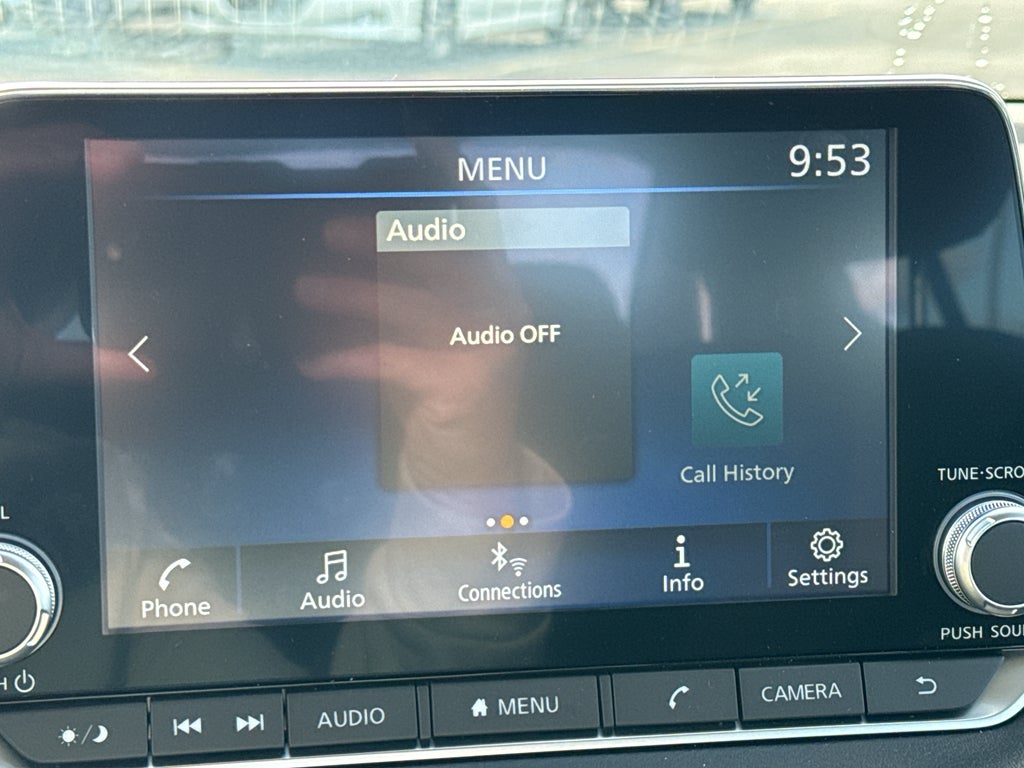 MENU
9:53
Audio
Audio OFF
Call History
Phone
Audio
Connections
Info
Settings
L
TUNE·SCRO
H
PUSH SOU
AUDIO
MENU
CAMERA